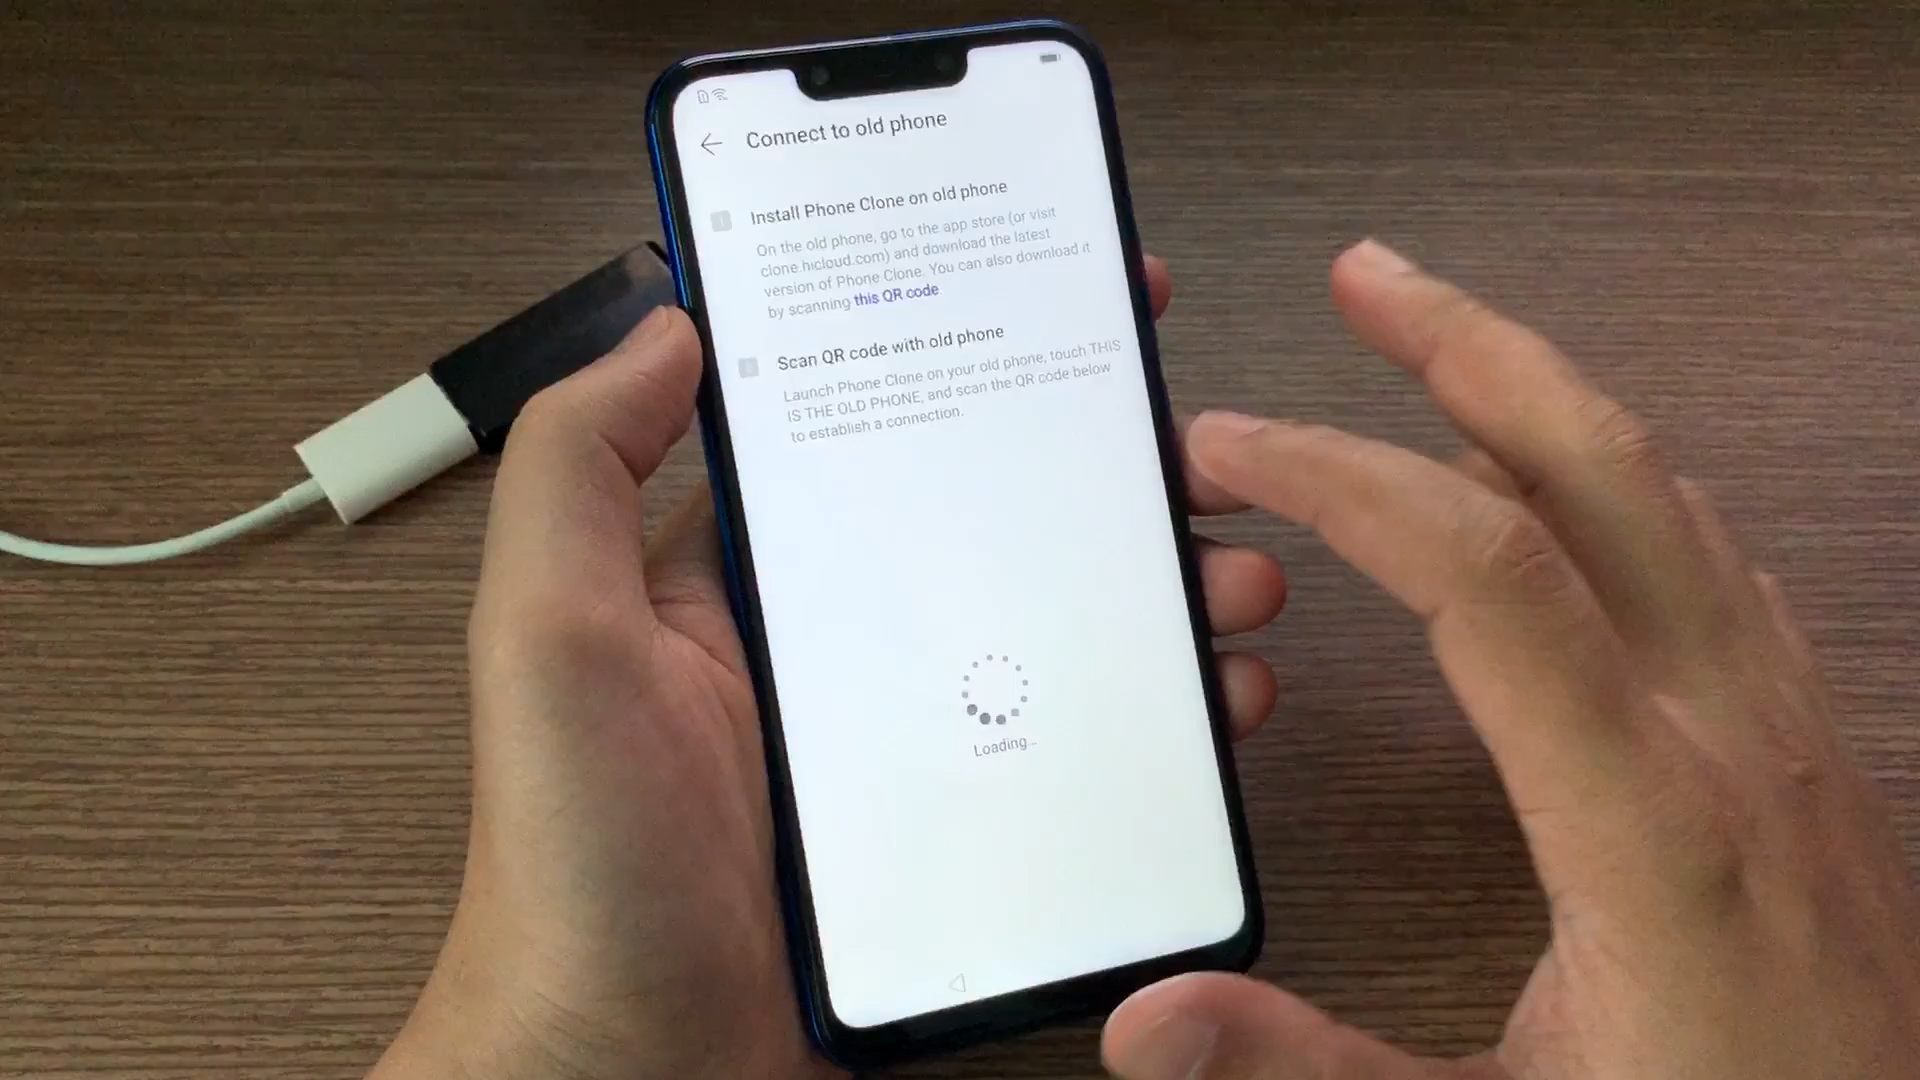 Connect to old phone
1
Install Phone Clone on old phone
On the old phone, go to the app store (or visit
clone.hicloud.com) and download the latest
version of Phone Clone. You can also download it
by scanning this QR code.
2
Scan QR code with old phone
Launch Phone Clone on your old phone, touch THIS
IS THE OLD PHONE, and scan the QR code below
to establish a connection.
Loading...